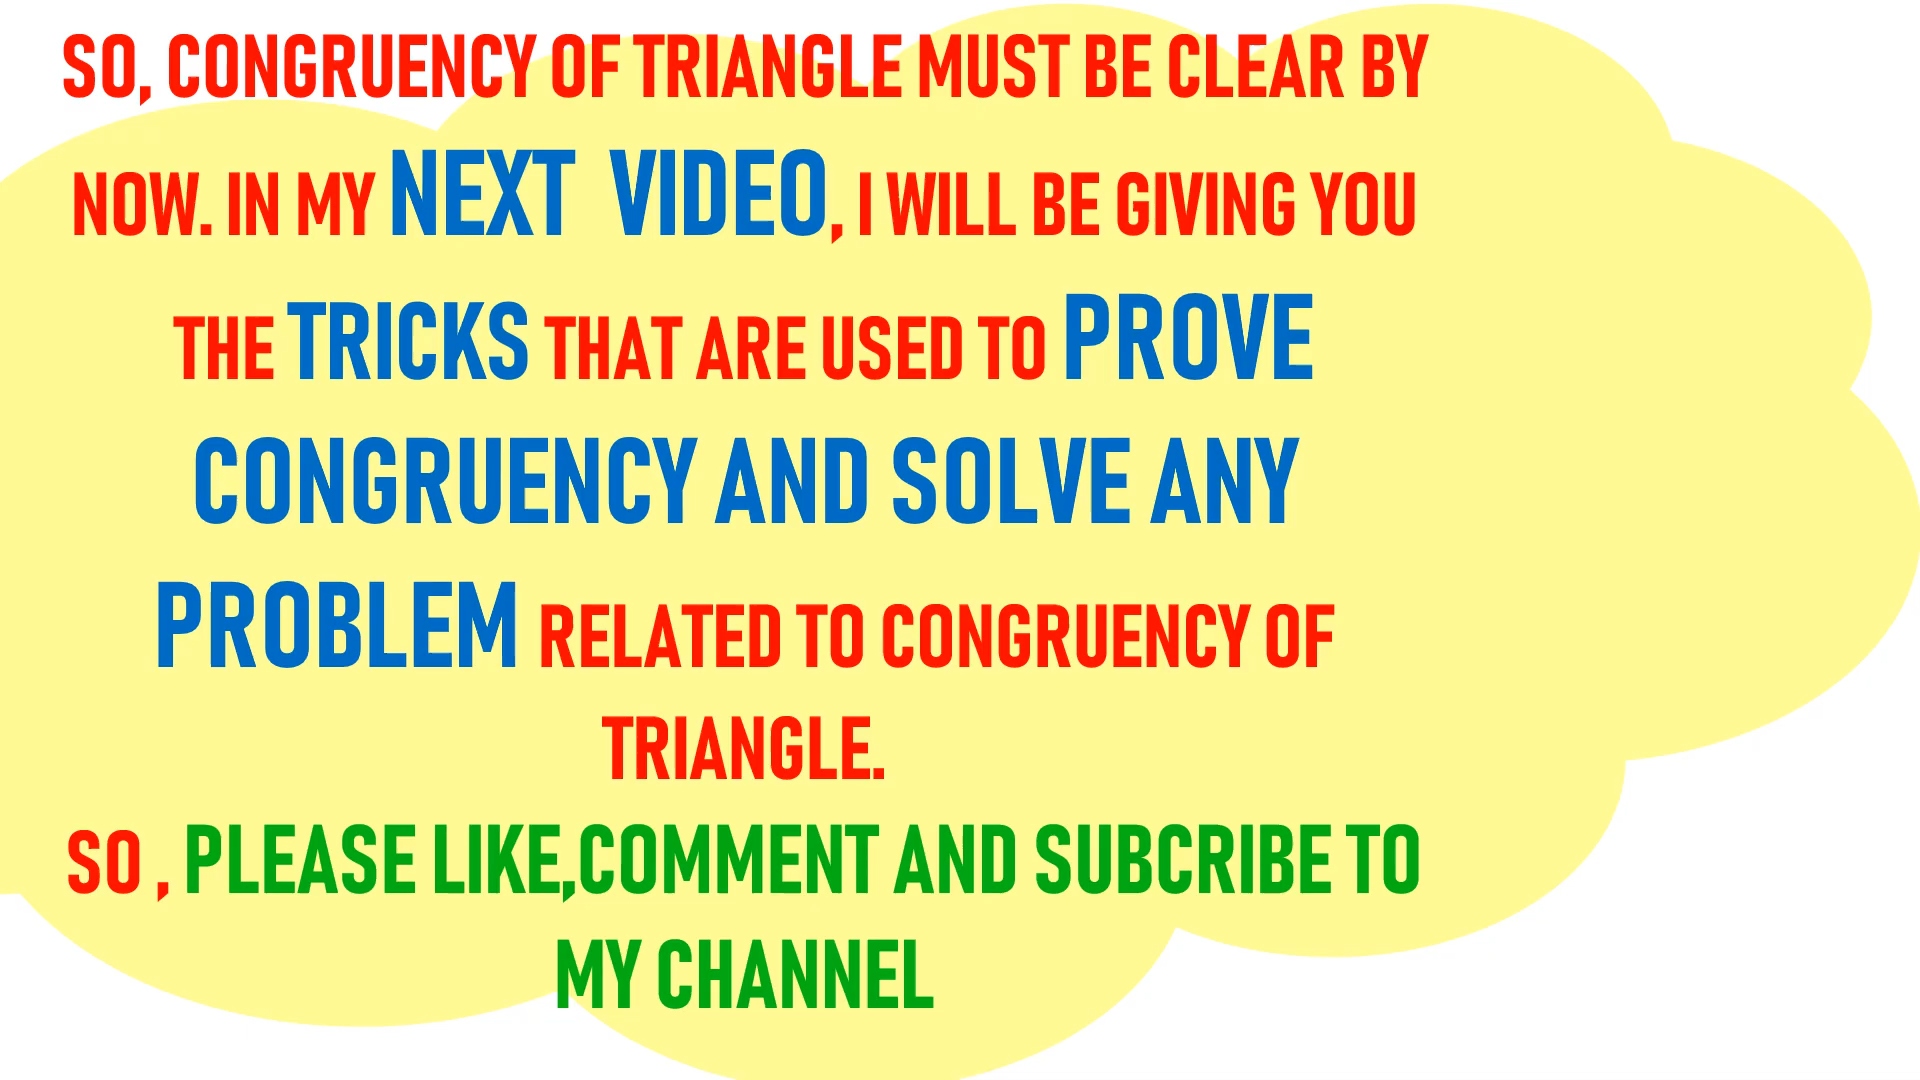 SO, CONGRUENCY OF TRIANGLE MUST BE CLEAR BY
NOW. IN MY NEXT VIDEO, I WILL BE GIVING YOU
THE TRICKS THAT ARE USED TO PROVE
CONGRUENCY AND SOLVE ANY
PROBLEM RELATED TO CONGRUENCY OF
TRIANGLE.
SO , PLEASE LIKE,COMMENT AND SUBCRIBE TO
MY CHANNEL